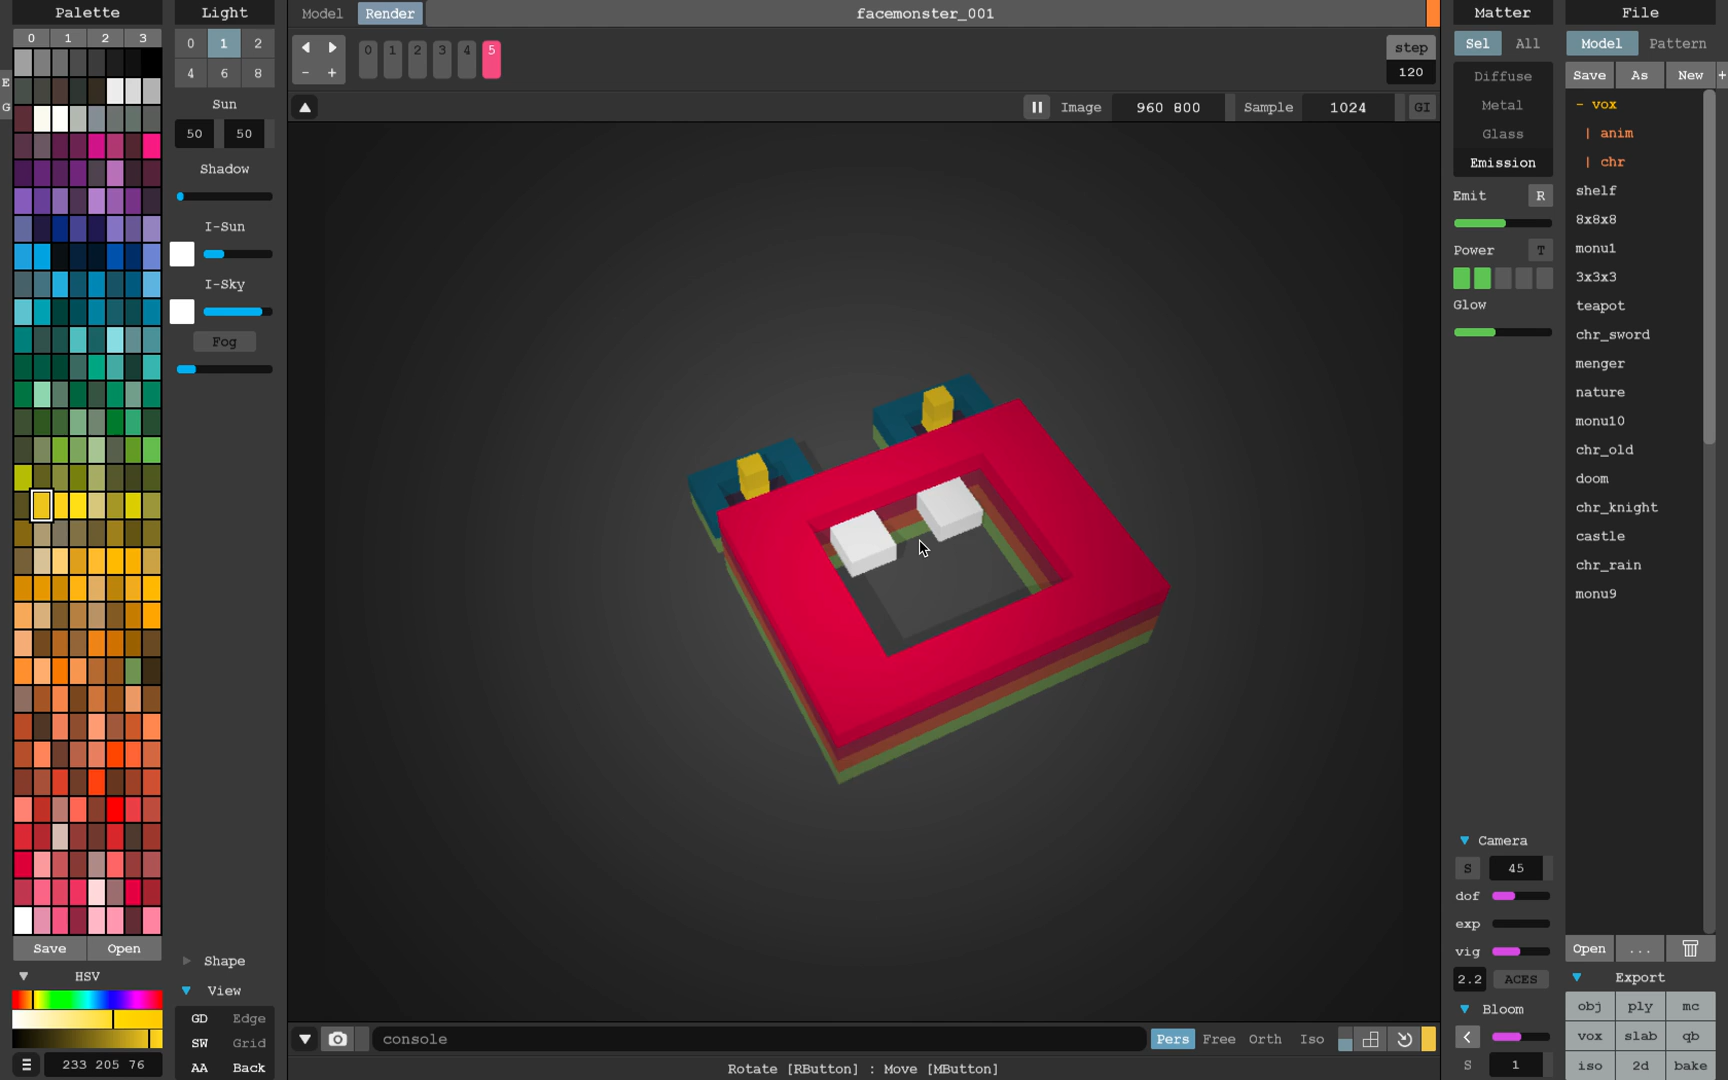 Palette
0 1 2 3
E
G
Save Open
HSV
233 205 76
Light
0 1 2
4 6 8
Sun
50 50
Shadow
I-Sun
I-Sky
Fog
Shape
View
GD Edge
SW Grid
AA Back
Model Render facemonster_001
0 1 2 3 4 5
- +
step
120
Image 960 800 Sample 1024 GI
console
Pers Free Orth Iso
Rotate [RButton] : Move [MButton]
Matter
Sel All
Diffuse
Metal
Glass
Emission
Emit R
Power T
Glow
Camera
S 45
dof
exp
vig
2.2 ACES
Bloom
S 1
File
Model Pattern
Save As New +
- vox
| anim
| chr
shelf
8x8x8
monu1
3x3x3
teapot
chr_sword
menger
nature
monu10
chr_old
doom
chr_knight
castle
chr_rain
monu9
Open ...
Export
obj ply mc
vox slab qb
iso 2d bake